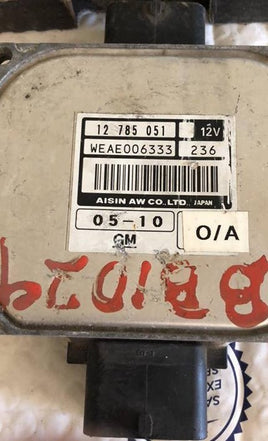 12 785 051 12V
WEAE006333 236
AISIN AW CO.,LTD. JAPAN
05-10
GM O/A